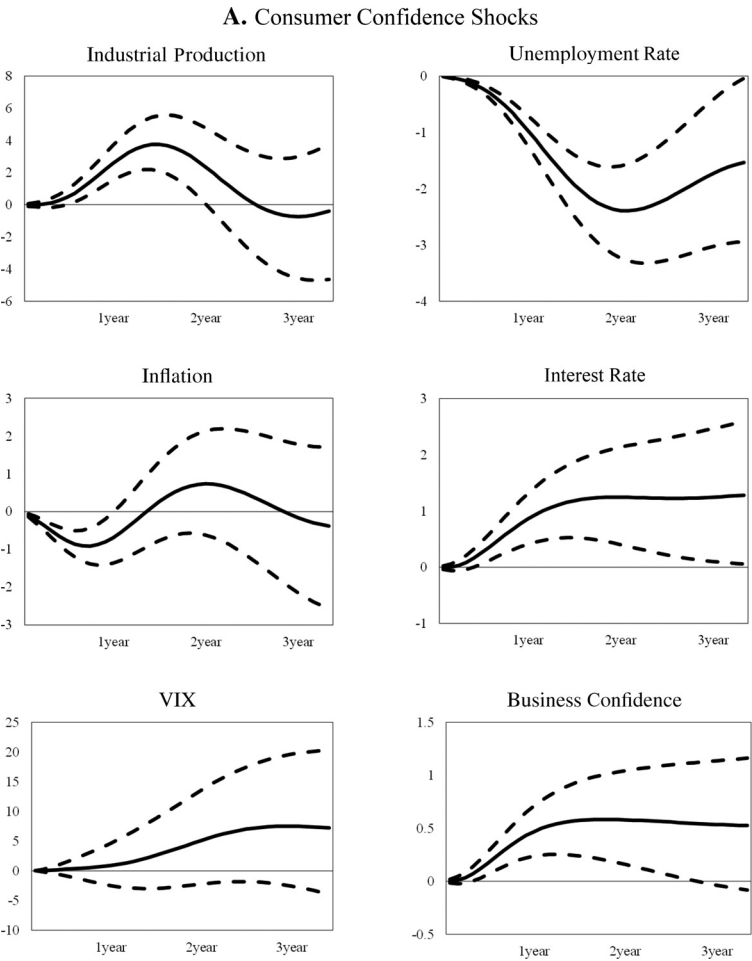 A. Consumer Confidence Shocks
Industrial Production
8
6
4
2
0
-2
-4
-6
1year 2year 3year
Unemployment Rate
0
-1
-2
-3
-4
1year 2year 3year
Inflation
3
2
1
0
-1
-2
-3
1year 2year 3year
Interest Rate
3
2
1
0
-1
1year 2year 3year
VIX
25
20
15
10
5
0
-5
-10
1year 2year 3year
Business Confidence
1.5
1
0.5
0
-0.5
1year 2year 3year